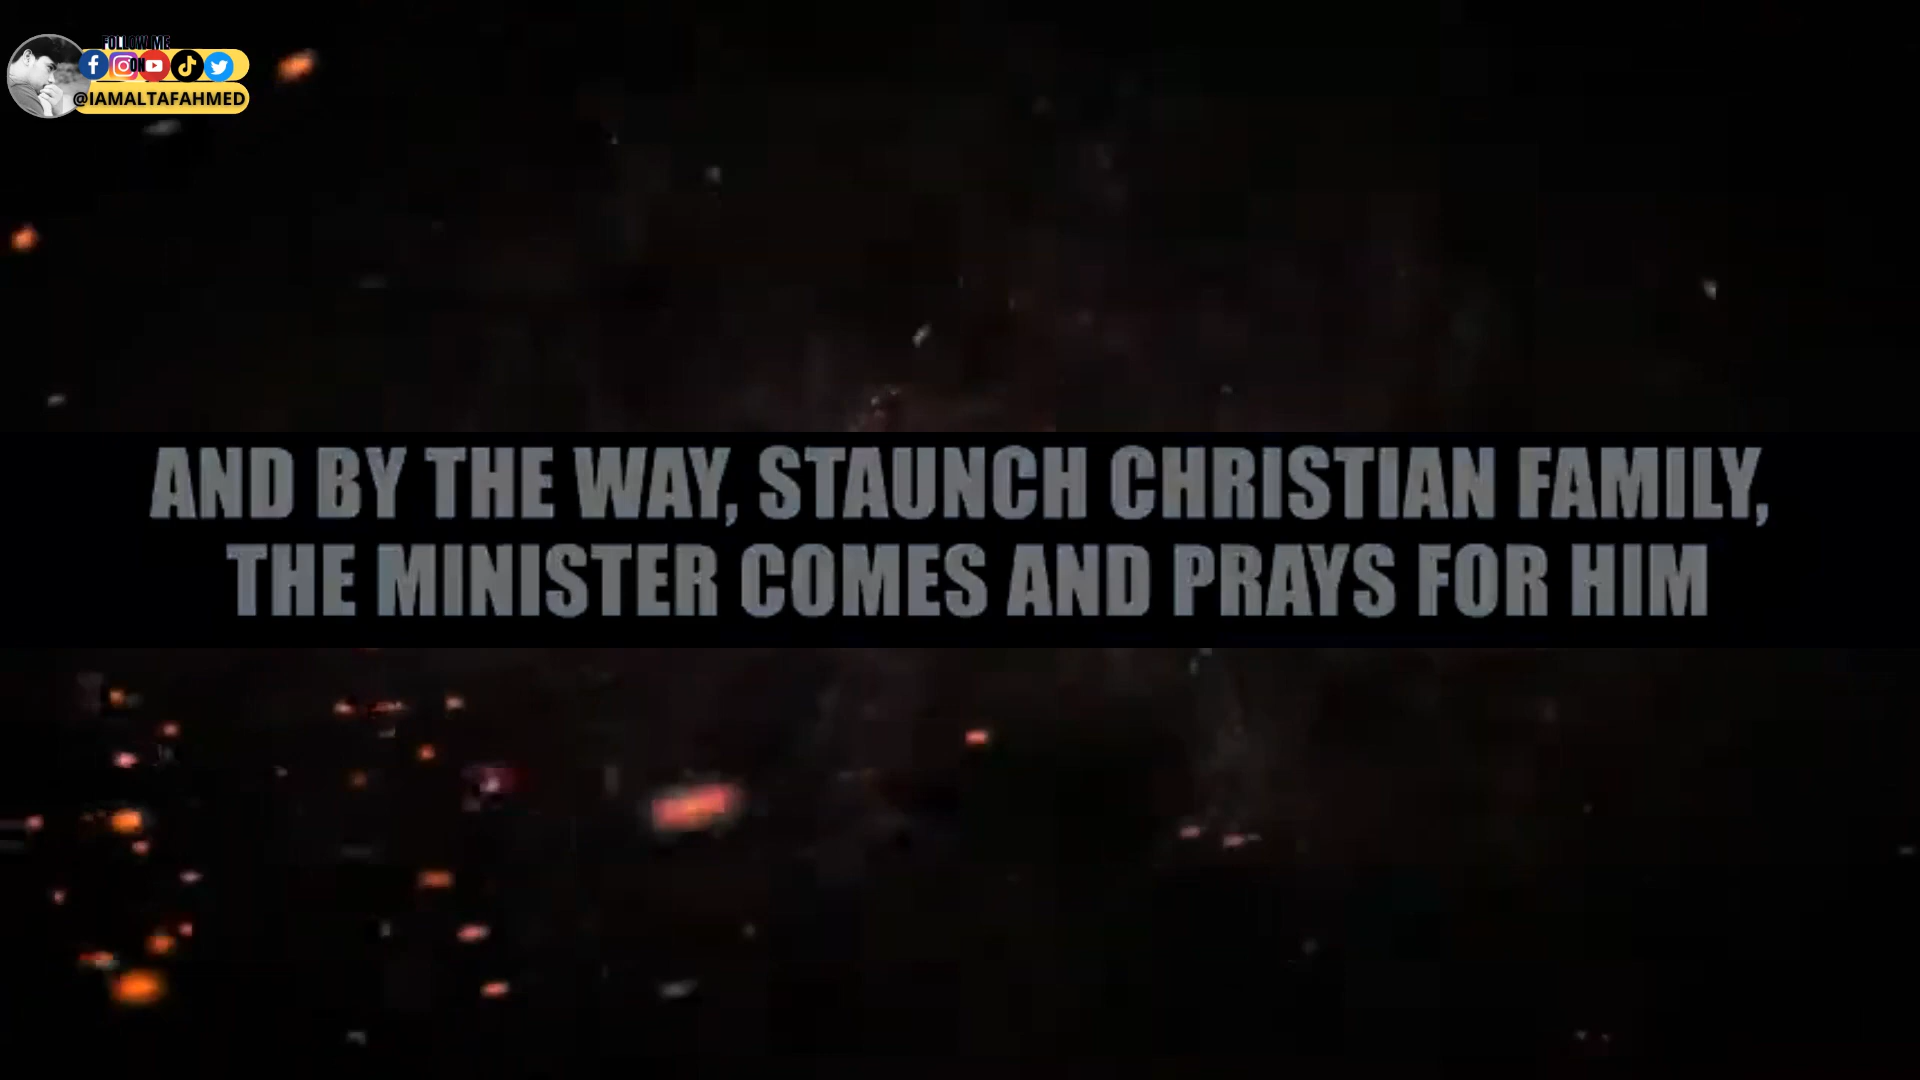 FOLLOW ME
ON
@IAMALTAFAHMED
AND BY THE WAY, STAUNCH CHRISTIAN FAMILY,
THE MINISTER COMES AND PRAYS FOR HIM